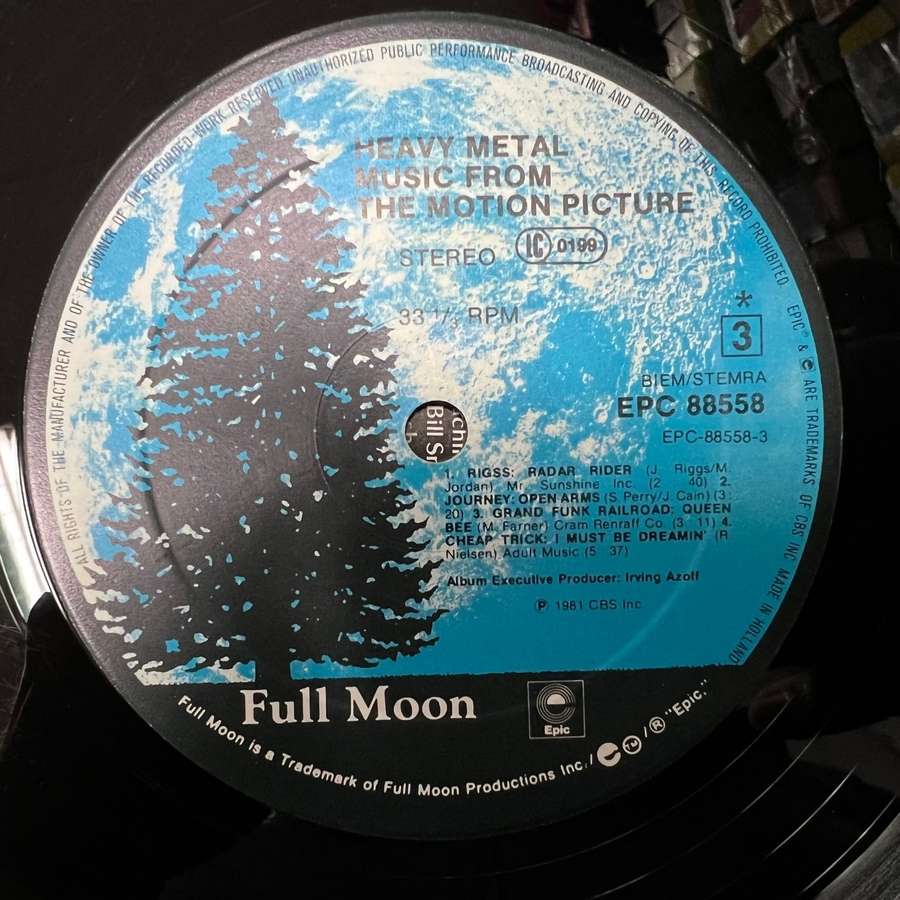 ALL RIGHTS OF THE MANUFACTURER AND OF THE OWNER OF THE RECORDED WORK RESERVED UNAUTHORIZED PUBLIC PERFORMANCE BROADCASTING AND COPYING OF THIS RECORD PROHIBITED. EPIC & ARE TRADEMARKS OF CBS INC MADE IN HOLLAND
HEAVY METAL
MUSIC FROM
THE MOTION PICTURE
STEREO IC 0199
33 1/3 RPM
*
3
BIEM/STEMRA
EPC 88558
EPC-88558-3
Bill
1. RIGSS: RADAR RIDER (J. Riggs/M.
Jordan) Mr. Sunshine Inc. (2 40) 2.
JOURNEY: OPEN ARMS (S. Perry/J. Cain) (3:
20) 3. GRAND FUNK RAILROAD: QUEEN
BEE (M. Farner) Cram Renraff Co. (3 11) 4.
CHEAP TRICK: I MUST BE DREAMIN' (R
Nielsen) Adult Music (5 37)
Album Executive Producer: Irving Azoff
℗ 1981 CBS Inc
Full Moon
Epic
Full Moon is a Trademark of Full Moon Productions Inc./ ™/® "Epic."